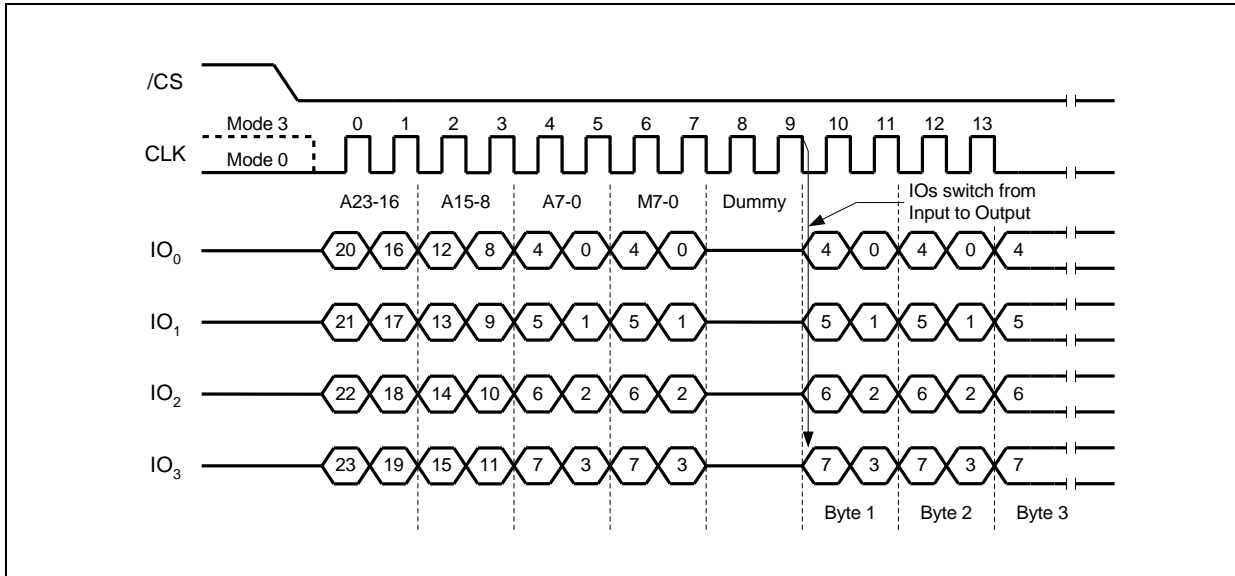 /CS
Mode 3 0 1 2 3 4 5 6 7 8 9 10 11 12 13
CLK Mode 0
IOs switch from
Input to Output
A23-16 A15-8 A7-0 M7-0 Dummy
IO0 20 16 12 8 4 0 4 0 4 0 4 0 4
IO1 21 17 13 9 5 1 5 1 5 1 5 1 5
IO2 22 18 14 10 6 2 6 2 6 2 6 2 6
IO3 23 19 15 11 7 3 7 3 7 3 7 3 7
Byte 1 Byte 2 Byte 3